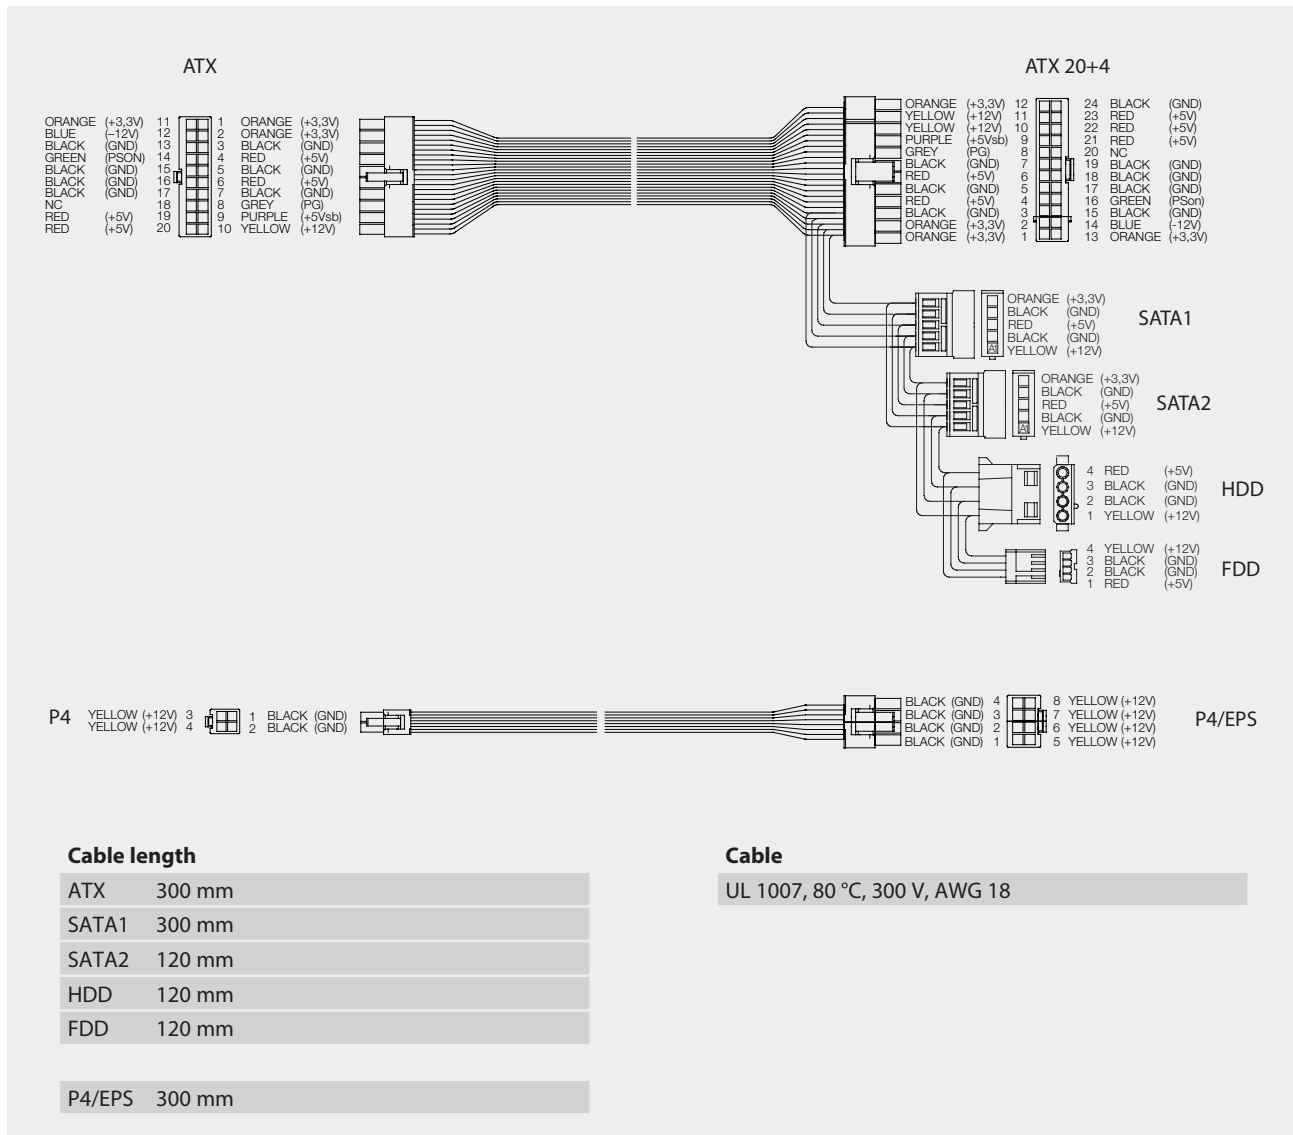 ATX
ATX 20+4
ORANGE (+3,3V) 11 1 ORANGE (+3,3V)
BLUE (–12V) 12 2 ORANGE (+3,3V)
BLACK (GND) 13 3 BLACK (GND)
GREEN (PSON) 14 4 RED (+5V)
BLACK (GND) 15 5 BLACK (GND)
BLACK (GND) 16 6 RED (+5V)
BLACK (GND) 17 7 BLACK (GND)
NC 18 8 GREY (PG)
RED (+5V) 19 9 PURPLE (+5Vsb)
RED (+5V) 20 10 YELLOW (+12V)
ORANGE (+3,3V) 12 24 BLACK (GND)
YELLOW (+12V) 11 23 RED (+5V)
YELLOW (+12V) 10 22 RED (+5V)
PURPLE (+5Vsb) 9 21 RED (+5V)
GREY (PG) 8 20 NC
BLACK (GND) 7 19 BLACK (GND)
RED (+5V) 6 18 BLACK (GND)
BLACK (GND) 5 17 BLACK (GND)
RED (+5V) 4 16 GREEN (PSon)
BLACK (GND) 3 15 BLACK (GND)
ORANGE (+3,3V) 2 14 BLUE (-12V)
ORANGE (+3,3V) 1 13 ORANGE (+3,3V)
ORANGE (+3,3V)
BLACK (GND)
RED (+5V)
BLACK (GND)
A1 YELLOW (+12V)
SATA1
ORANGE (+3,3V)
BLACK (GND)
RED (+5V)
BLACK (GND)
A1 YELLOW (+12V)
SATA2
4 RED (+5V)
3 BLACK (GND)
2 BLACK (GND)
1 YELLOW (+12V)
HDD
4 YELLOW (+12V)
3 BLACK (GND)
2 BLACK (GND)
1 RED (+5V)
FDD
P4
YELLOW (+12V) 3 1 BLACK (GND)
YELLOW (+12V) 4 2 BLACK (GND)
BLACK (GND) 4 8 YELLOW (+12V)
BLACK (GND) 3 7 YELLOW (+12V)
BLACK (GND) 2 6 YELLOW (+12V)
BLACK (GND) 1 5 YELLOW (+12V)
P4/EPS
Cable length
ATX 300 mm
SATA1 300 mm
SATA2 120 mm
HDD 120 mm
FDD 120 mm
P4/EPS 300 mm
Cable
UL 1007, 80 °C, 300 V, AWG 18